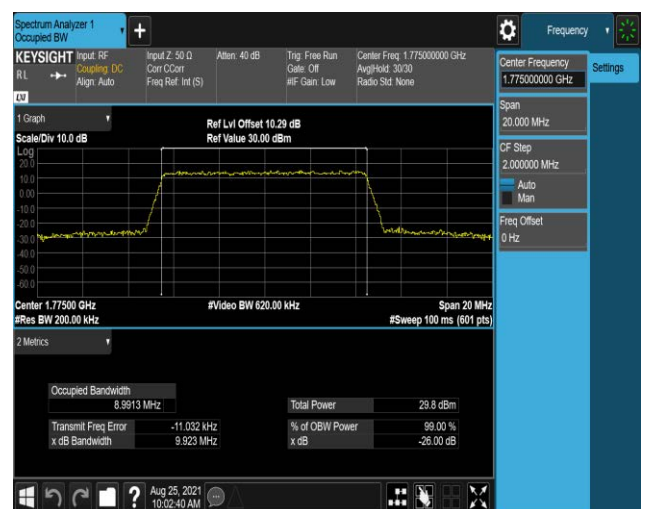 Spectrum Analyzer 1
Occupied BW
Frequency
KEYSIGHT
RL
LXI
Input: RF
Coupling: DC
Align: Auto
Input Z: 50 Ω
Corr CCorr
Freq Ref: Int (S)
Atten: 40 dB
Trig: Free Run
Gate: Off
#IF Gain: Low
Center Freq: 1.775000000 GHz
Avg|Hold: 30/30
Radio Std: None
Center Frequency
1.775000000 GHz
Settings
Span
20.000 MHz
CF Step
2.000000 MHz
Auto
Man
Freq Offset
0 Hz
1 Graph
Scale/Div 10.0 dB
Ref Lvl Offset 10.29 dB
Ref Value 30.00 dBm
Log
20.0
10.0
0.00
-10.0
-20.0
-30.0
-40.0
-50.0
-60.0
Center 1.77500 GHz
#Res BW 200.00 kHz
#Video BW 620.00 kHz
Span 20 MHz
#Sweep 100 ms (601 pts)
2 Metrics
Occupied Bandwidth
8.9913 MHz
Total Power 29.8 dBm
Transmit Freq Error -11.032 kHz
% of OBW Power 99.00 %
x dB Bandwidth 9.923 MHz
x dB -26.00 dB
?
Aug 25, 2021
10:02:40 AM